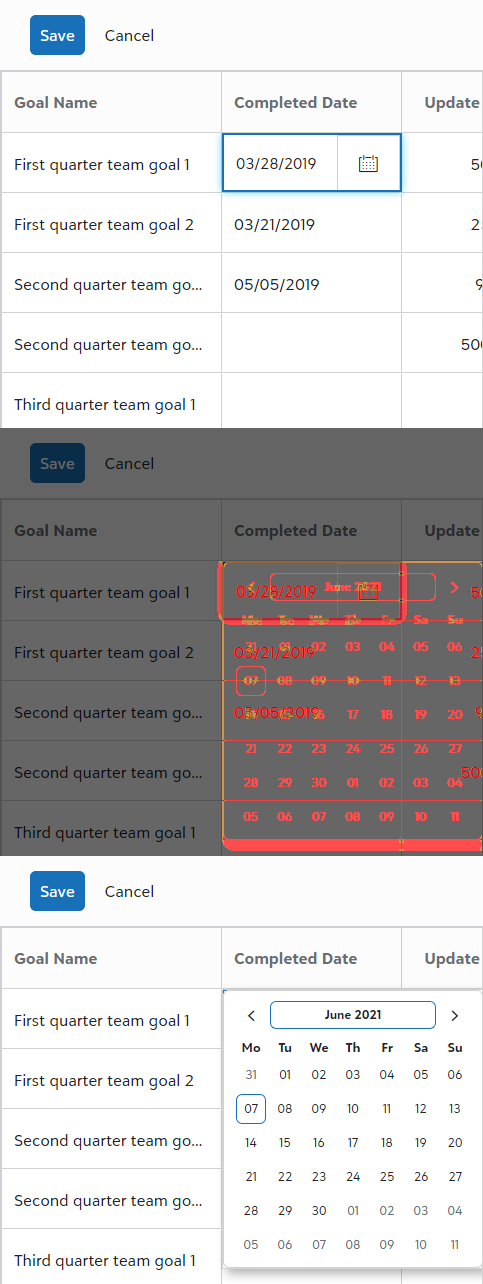 Save Cancel
Goal Name Completed Date Update
First quarter team goal 1 03/28/2019 50
First quarter team goal 2 03/21/2019 2
Second quarter team go... 05/05/2019 9
Second quarter team go... 500
Third quarter team goal 1
Save Cancel
Goal Name Completed Date Update
First quarter team goal 1 03/28/2019 June 2021 50
Mo Tu We Th Fr Sa Su
First quarter team goal 2 03/21/2019 2
31 01 02 03 04 05 06
07 08 09 10 11 12 13
Second quarter team go... 05/05/2019 9
14 15 16 17 18 19 20
21 22 23 24 25 26 27
Second quarter team go... 500
28 29 30 01 02 03 04
05 06 07 08 09 10 11
Third quarter team goal 1
Save Cancel
Goal Name Completed Date Update
First quarter team goal 1
June 2021
Mo Tu We Th Fr Sa Su
31 01 02 03 04 05 06
First quarter team goal 2
07 08 09 10 11 12 13
Second quarter team go...
14 15 16 17 18 19 20
21 22 23 24 25 26 27
Second quarter team go...
28 29 30 01 02 03 04
05 06 07 08 09 10 11
Third quarter team goal 1